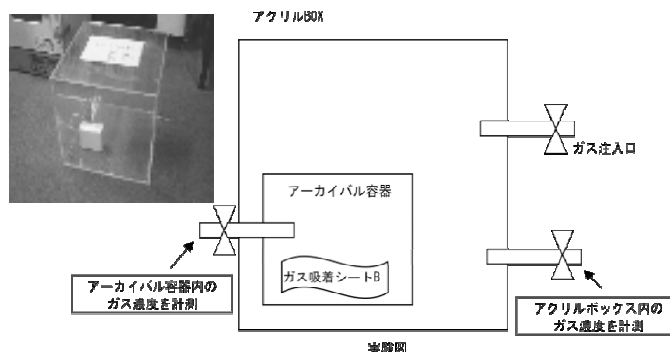 アクリルBOX
ガス注入口
アーカイバル容器
ガス吸着シートB
アーカイバル容器内の
ガス濃度を計測
アクリルボックス内の
ガス濃度を計測
実験図